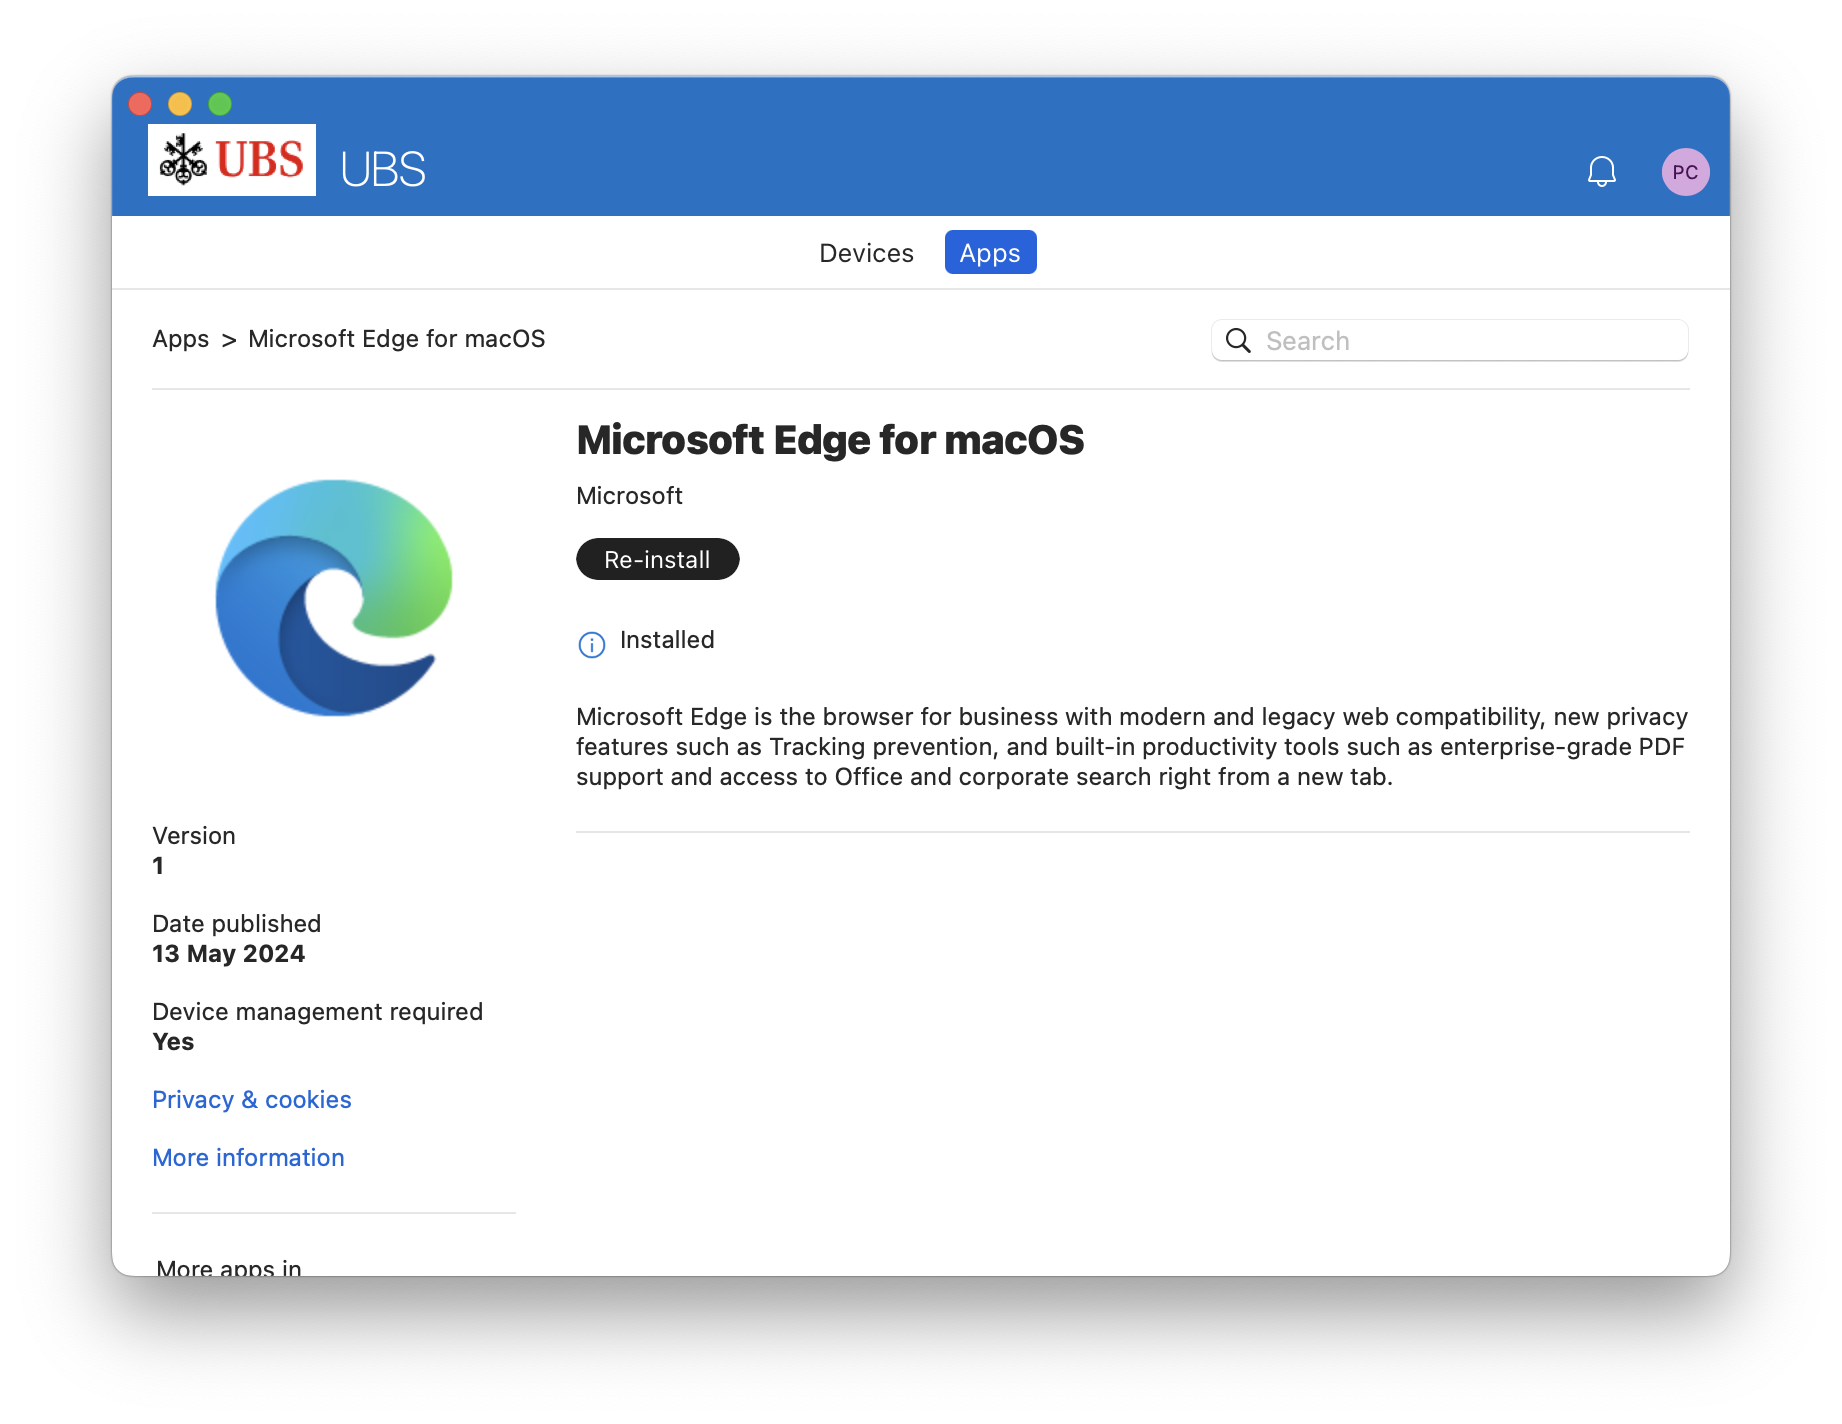 UBS
UBS
PC
Devices
Apps
Apps > Microsoft Edge for macOS
Search
Microsoft Edge for macOS
Microsoft
Re-install
Installed
Microsoft Edge is the browser for business with modern and legacy web compatibility, new privacy
features such as Tracking prevention, and built-in productivity tools such as enterprise-grade PDF
support and access to Office and corporate search right from a new tab.
Version
1
Date published
13 May 2024
Device management required
Yes
Privacy & cookies
More information
More apps in